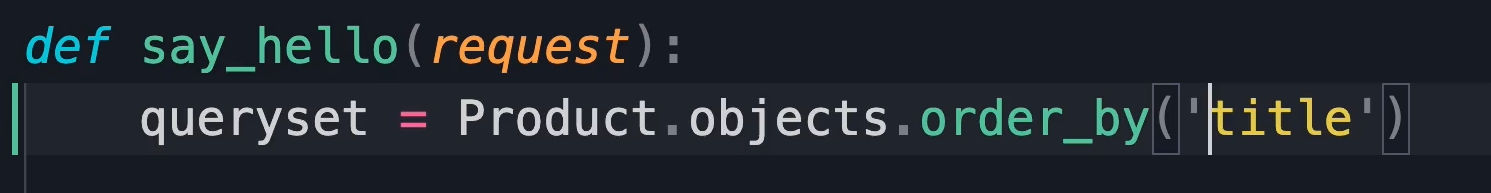 def say_hello(request):
    queryset = Product.objects.order_by('title')